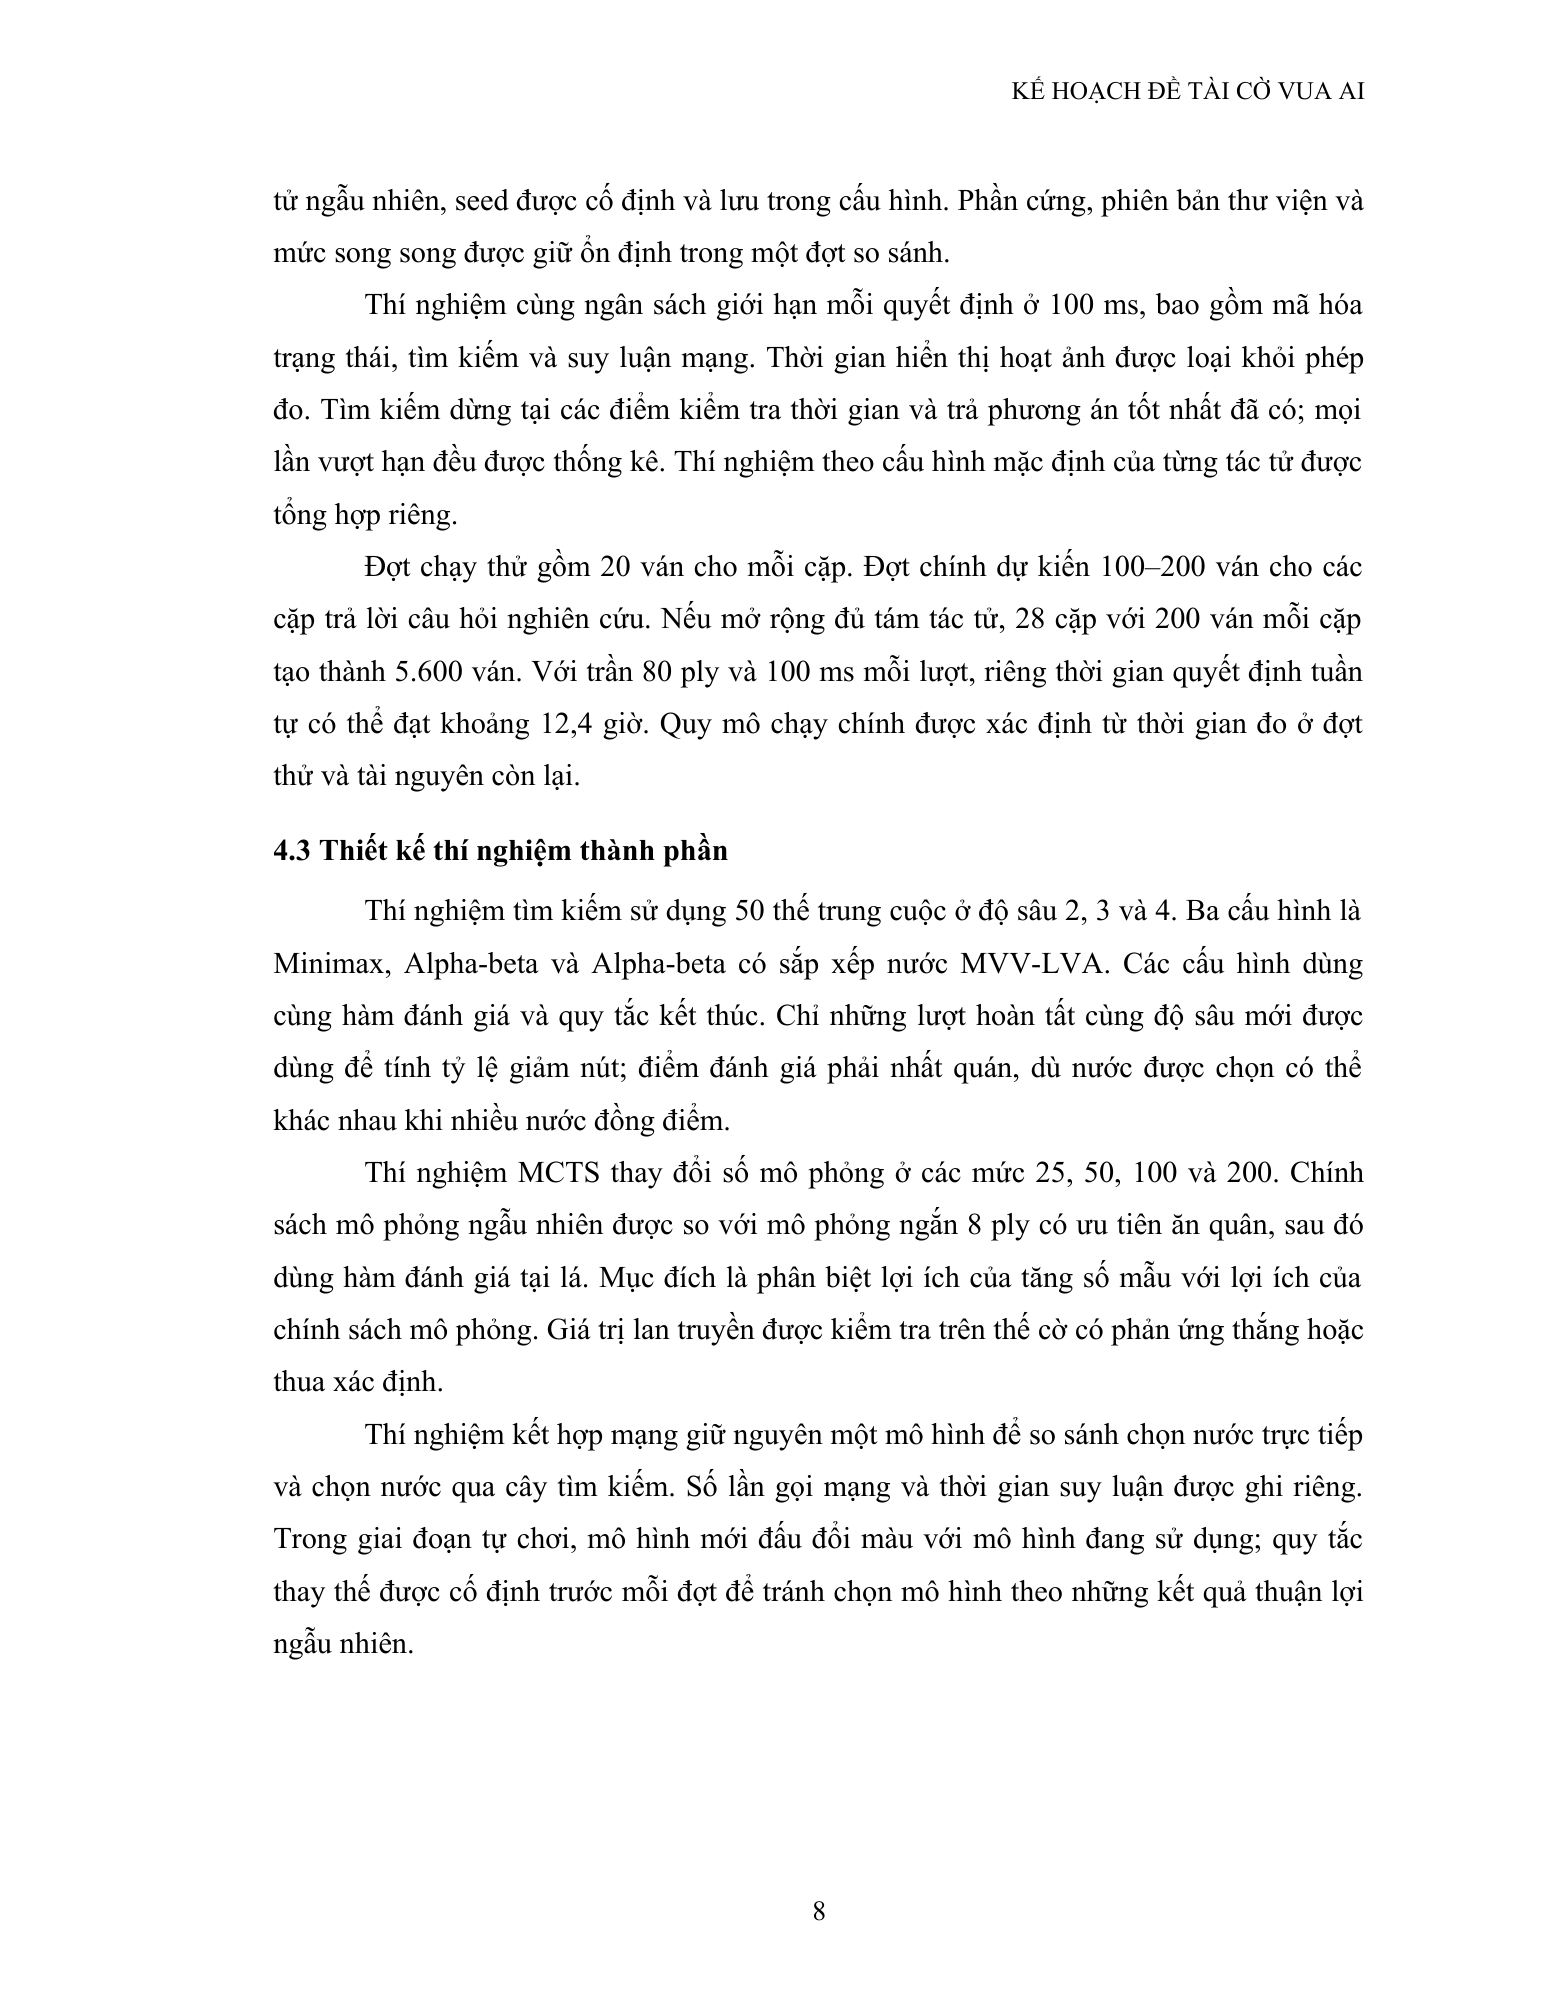 KẾ HOẠCH ĐỀ TÀI CỜ VUA AI
tử ngẫu nhiên, seed được cố định và lưu trong cấu hình. Phần cứng, phiên bản thư viện và
mức song song được giữ ổn định trong một đợt so sánh.
Thí nghiệm cùng ngân sách giới hạn mỗi quyết định ở 100 ms, bao gồm mã hóa
trạng thái, tìm kiếm và suy luận mạng. Thời gian hiển thị hoạt ảnh được loại khỏi phép
đo. Tìm kiếm dừng tại các điểm kiểm tra thời gian và trả phương án tốt nhất đã có; mọi
lần vượt hạn đều được thống kê. Thí nghiệm theo cấu hình mặc định của từng tác tử được
tổng hợp riêng.
Đợt chạy thử gồm 20 ván cho mỗi cặp. Đợt chính dự kiến 100–200 ván cho các
cặp trả lời câu hỏi nghiên cứu. Nếu mở rộng đủ tám tác tử, 28 cặp với 200 ván mỗi cặp
tạo thành 5.600 ván. Với trần 80 ply và 100 ms mỗi lượt, riêng thời gian quyết định tuần
tự có thể đạt khoảng 12,4 giờ. Quy mô chạy chính được xác định từ thời gian đo ở đợt
thử và tài nguyên còn lại.
4.3 Thiết kế thí nghiệm thành phần
Thí nghiệm tìm kiếm sử dụng 50 thế trung cuộc ở độ sâu 2, 3 và 4. Ba cấu hình là
Minimax, Alpha-beta và Alpha-beta có sắp xếp nước MVV-LVA. Các cấu hình dùng
cùng hàm đánh giá và quy tắc kết thúc. Chỉ những lượt hoàn tất cùng độ sâu mới được
dùng để tính tỷ lệ giảm nút; điểm đánh giá phải nhất quán, dù nước được chọn có thể
khác nhau khi nhiều nước đồng điểm.
Thí nghiệm MCTS thay đổi số mô phỏng ở các mức 25, 50, 100 và 200. Chính
sách mô phỏng ngẫu nhiên được so với mô phỏng ngắn 8 ply có ưu tiên ăn quân, sau đó
dùng hàm đánh giá tại lá. Mục đích là phân biệt lợi ích của tăng số mẫu với lợi ích của
chính sách mô phỏng. Giá trị lan truyền được kiểm tra trên thế cờ có phản ứng thắng hoặc
thua xác định.
Thí nghiệm kết hợp mạng giữ nguyên một mô hình để so sánh chọn nước trực tiếp
và chọn nước qua cây tìm kiếm. Số lần gọi mạng và thời gian suy luận được ghi riêng.
Trong giai đoạn tự chơi, mô hình mới đấu đổi màu với mô hình đang sử dụng; quy tắc
thay thế được cố định trước mỗi đợt để tránh chọn mô hình theo những kết quả thuận lợi
ngẫu nhiên.
8